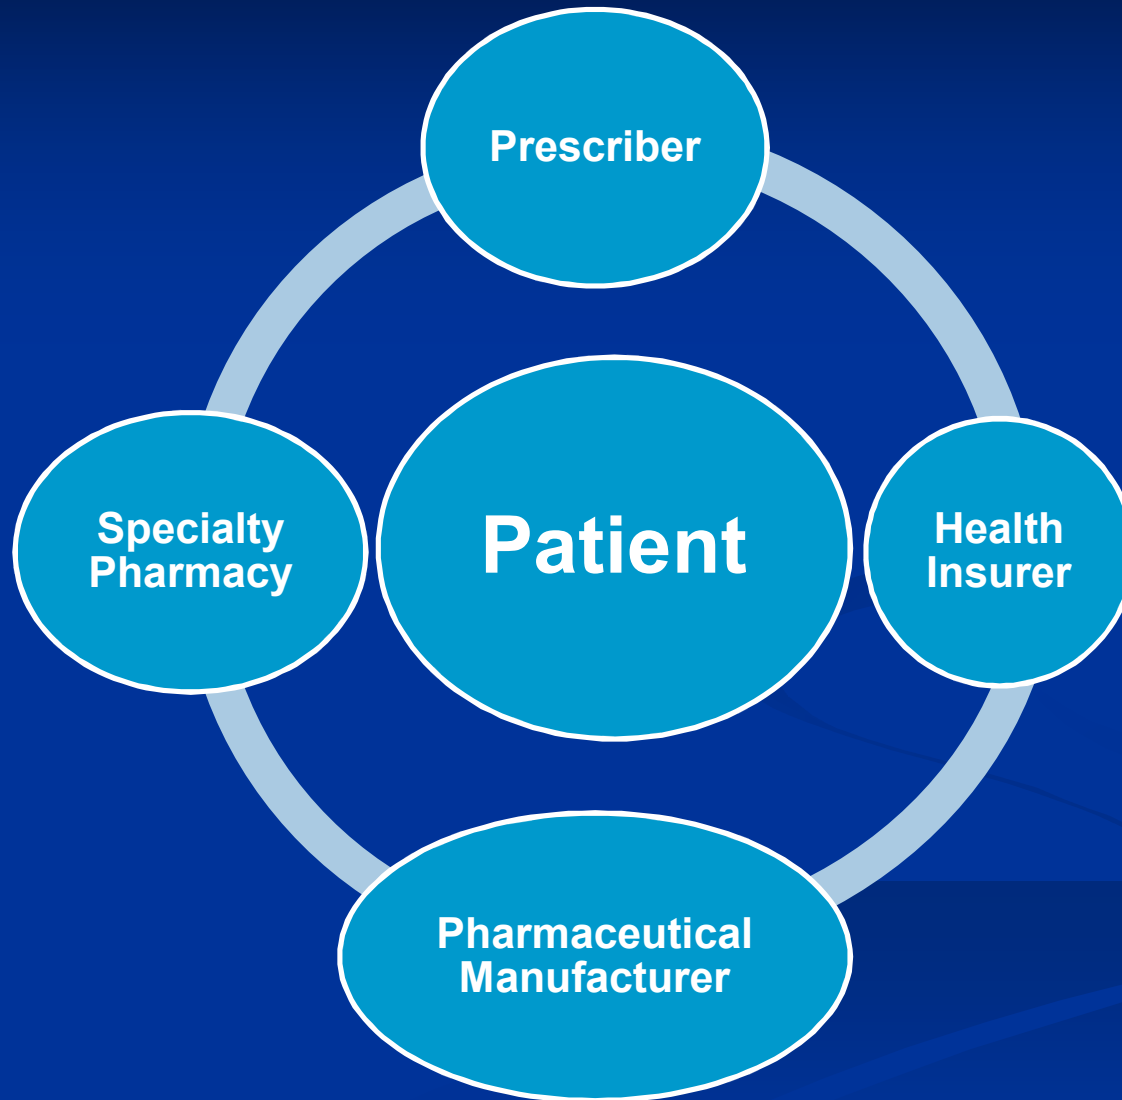 Prescriber
Specialty
Pharmacy
Patient
Health
Insurer
Pharmaceutical
Manufacturer